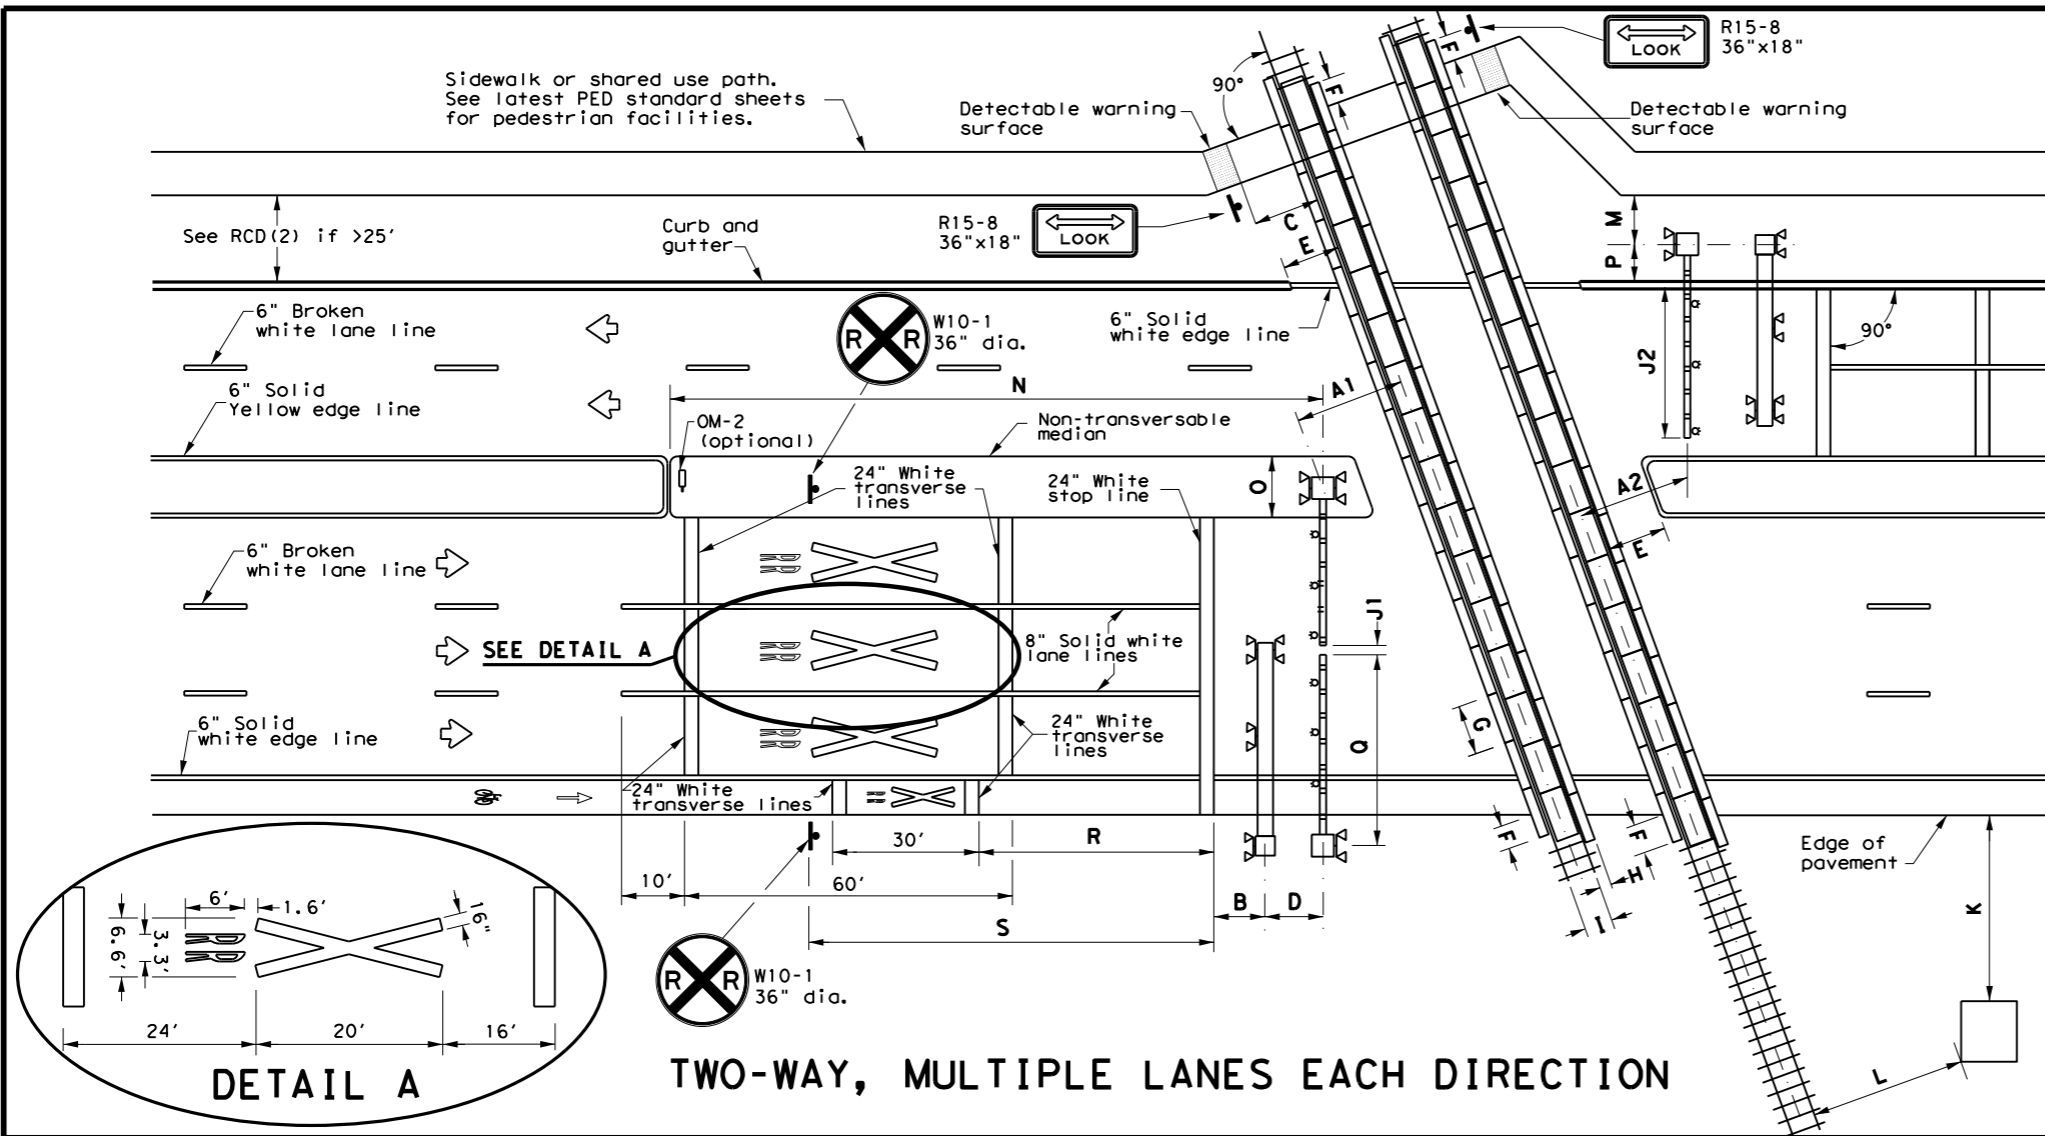 Sidewalk or shared use path.
See latest PED standard sheets
for pedestrian facilities.
Detectable warning
surface
90°
F
F
LOOK
R15-8
36"x18"
Detectable warning
surface
See RCD(2) if >25'
Curb and
gutter
R15-8
36"x18"
LOOK
C
E
M
P
6" Broken
white lane line
R R
W10-1
36" dia.
6" Solid
white edge line
90°
J2
6" Solid
Yellow edge line
N
A1
OM-2
(optional)
Non-transversable
median
24" White
transverse
lines
24" White
stop line
O
A2
E
6" Broken
white lane line
RR
SEE DETAIL A
RR
8" Solid white
lane lines
J1
6" Solid
white edge line
RR
24" White
transverse
lines
G
Q
24" White
transverse lines
RR
30'
R
F
F
Edge of
pavement
10'
60'
H
B
D
I
K
S
6'
1.6'
16"
6.6'
3.3'
RR
24'
20'
16'
DETAIL A
R R
W10-1
36" dia.
L
TWO-WAY, MULTIPLE LANES EACH DIRECTION